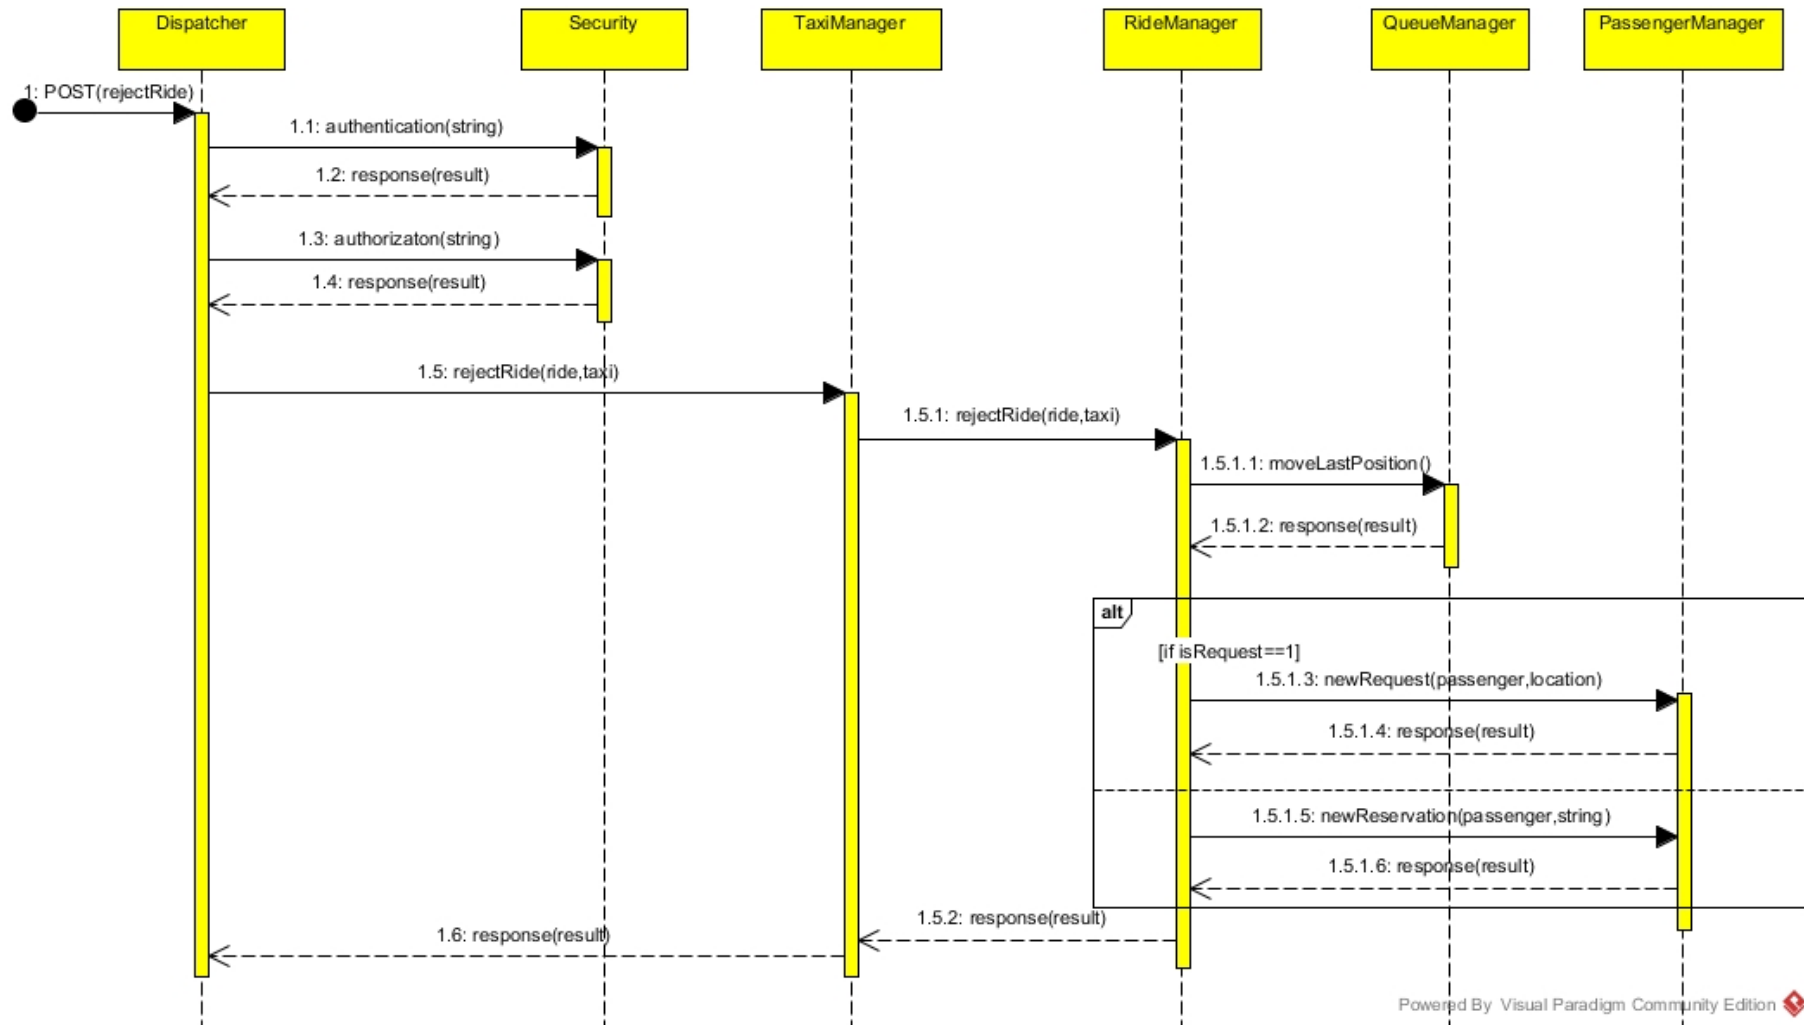 Dispatcher
Security
TaxiManager
RideManager
QueueManager
PassengerManager
1: POST(rejectRide)
1.1: authentication(string)
1.2: response(result)
1.3: authorizaton(string)
1.4: response(result)
1.5: rejectRide(ride,taxi)
1.5.1: rejectRide(ride,taxi)
1.5.1.1: moveLastPosition()
1.5.1.2: response(result)
alt
[if isRequest==1]
1.5.1.3: newRequest(passenger,location)
1.5.1.4: response(result)
1.5.1.5: newReservation(passenger,string)
1.5.1.6: response(result)
1.5.2: response(result)
1.6: response(result)
Powered By Visual Paradigm Community Edition